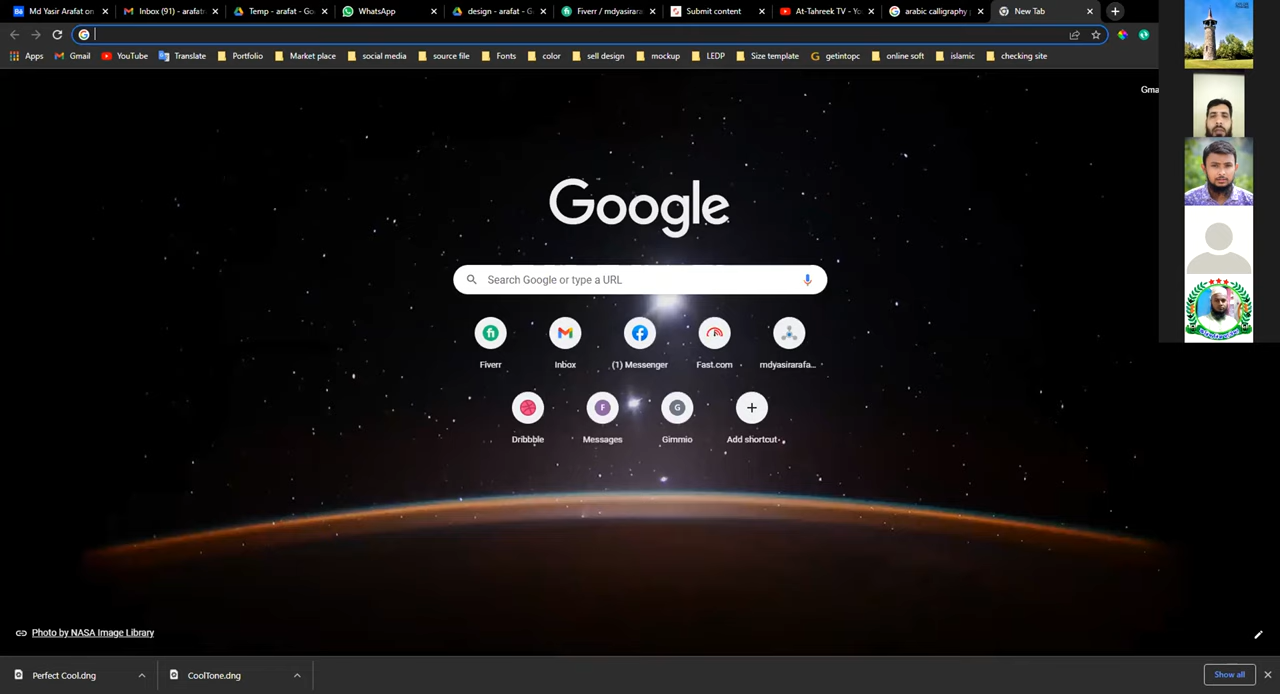 Md Yasir Arafat on
Inbox (91) - arafatr
Temp - arafat - Go
WhatsApp
design - arafat - G
Fiverr / mdyasirara
Submit content
At-Tahreek TV - Yo
arabic calligraphy
New Tab
Apps
Gmail
YouTube
Translate
Portfolio
Market place
social media
source file
Fonts
color
sell design
mockup
LEDP
Size template
getintopc
online soft
islamic
checking site
Gma
Google
Search Google or type a URL
Fiverr
Inbox
(1) Messenger
Fast.com
mdyasirarafa...
Dribbble
Messages
Gimmio
Add shortcut
Photo by NASA Image Library
Perfect Cool.dng
CoolTone.dng
Show all